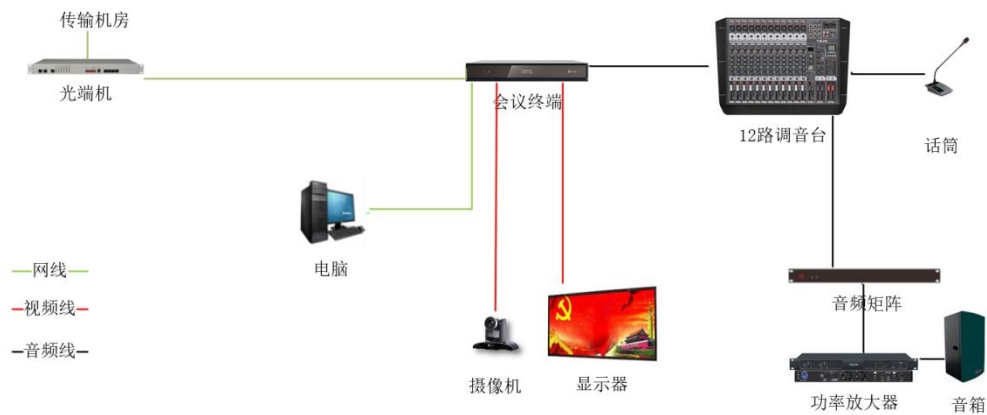 传输机房
光端机
会议终端
12路调音台
话筒
电脑
网线
视频线
音频线
摄像机
显示器
音频矩阵
功率放大器
音箱